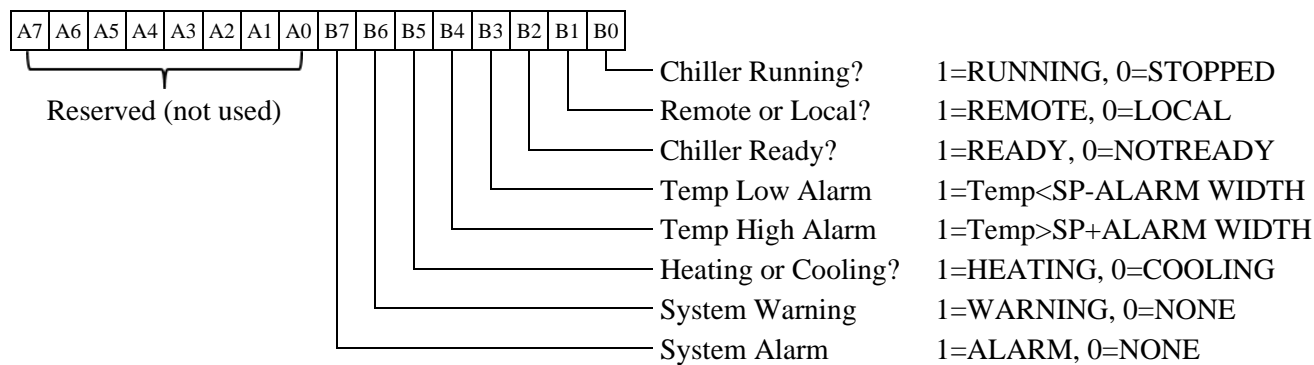 A7 A6 A5 A4 A3 A2 A1 A0 B7 B6 B5 B4 B3 B2 B1 B0
Chiller Running? 1=RUNNING, 0=STOPPED
Reserved (not used)
Remote or Local? 1=REMOTE, 0=LOCAL
Chiller Ready? 1=READY, 0=NOTREADY
Temp Low Alarm 1=Temp<SP-ALARM WIDTH
Temp High Alarm 1=Temp>SP+ALARM WIDTH
Heating or Cooling? 1=HEATING, 0=COOLING
System Warning 1=WARNING, 0=NONE
System Alarm 1=ALARM, 0=NONE